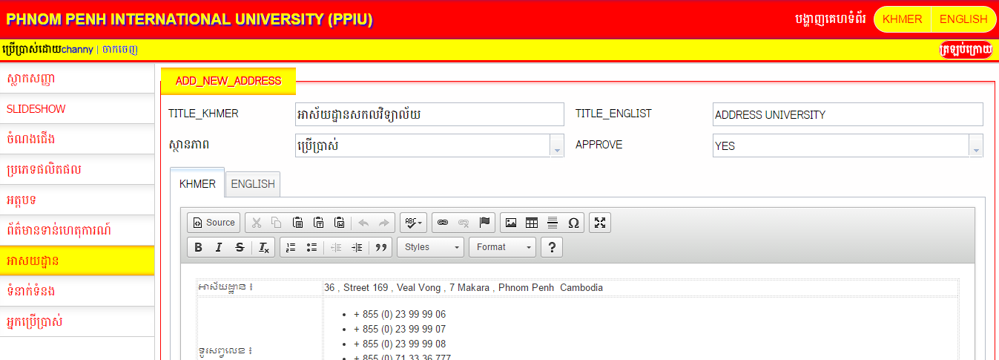 PHNOM PENH INTERNATIONAL UNIVERSITY (PPIU)
បង្ហាញគេហទំព័រ KHMER ENGLISH
ប្រើប្រាស់ដោយchanny | ចាកចេញ
ត្រឡប់ក្រោយ
ស្លាកសញ្ញា
SLIDESHOW
ចំណងជើង
ប្រភេទផលិតផល
អត្ថបទ
ព័ត៌មានទាន់ហេតុការណ៍
អាសយដ្ឋាន
ទំនាក់ទំនង
អ្នកប្រើប្រាស់
ADD_NEW_ADDRESS
TITLE_KHMER អាស័យដ្ឋានសកលវិទ្យាល័យ TITLE_ENGLIST ADDRESS UNIVERSITY
ស្ថានភាព ប្រើប្រាស់ APPROVE YES
KHMER ENGLISH
Source ABC Ω
B I S Ix Styles Format ?
អាស័យដ្ឋាន ៖ 36 , Street 169 , Veal Vong , 7 Makara , Phnom Penh Cambodia
+ 855 (0) 23 99 99 06
+ 855 (0) 23 99 99 07
+ 855 (0) 23 99 99 08
ទូរសព្ទលេខ ៖
+ 855 (0) 71 33 36 777